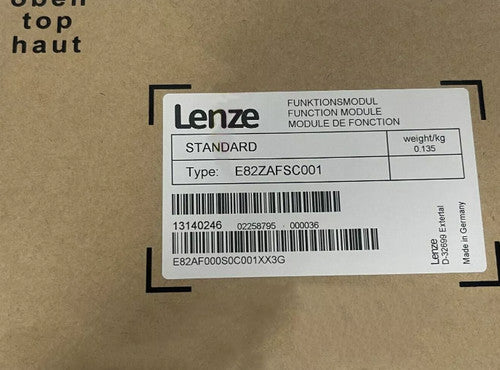 oben
top
haut
Lenze
FUNKTIONSMODUL
FUNCTION MODULE
MODULE DE FONCTION
STANDARD
weight/kg
0.135
Type: E82ZAFSC001
13140246 02258795 000036
E82AF000S0C001XX3G
Lenze
D-32699 Extertal
Made in Germany